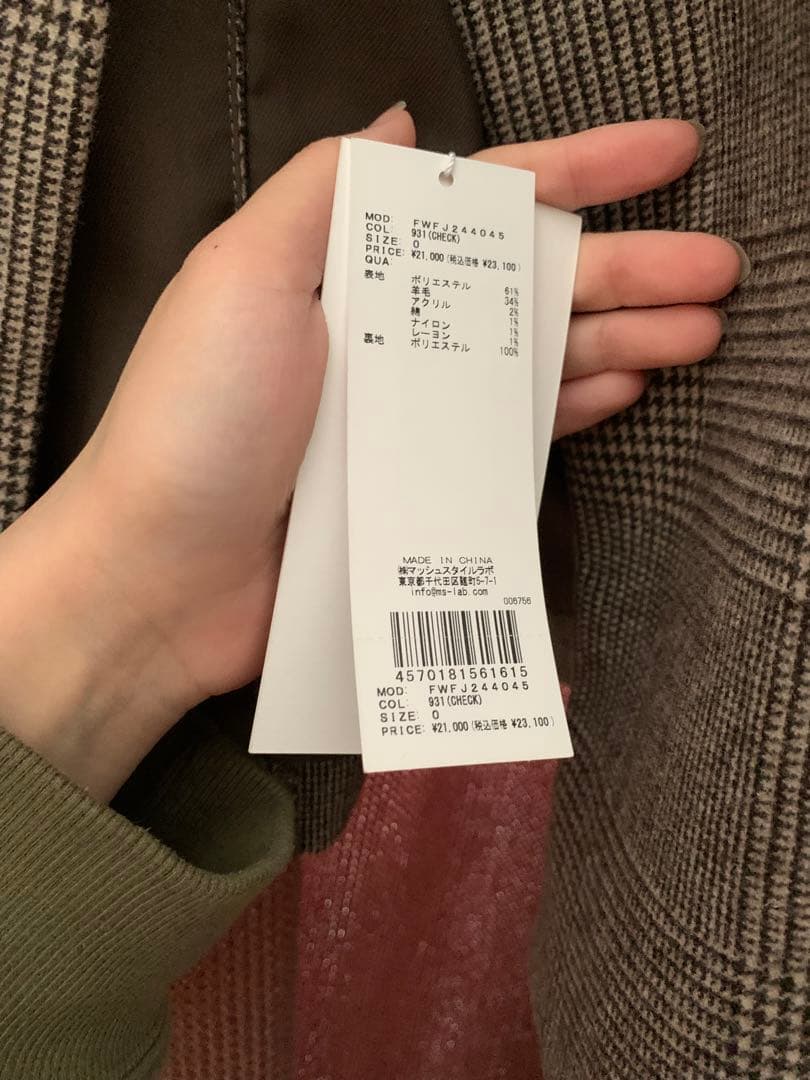 MOD: FWFJ244045
COL: 931(CHECK)
SIZE: 0
PRICE: ¥21,000(税込価格 ¥23,100)
QUA:
表地 ポリエステル 61%
羊毛 34%
アクリル 2%
綿 1%
ナイロン 1%
レーヨン 1%
裏地 ポリエステル 100%
MADE IN CHINA
㈱マッシュスタイルラボ
東京都千代田区麹町5-7-1
info@ms-lab.com
006756
4570181561615
MOD: FWFJ244045
COL: 931(CHECK)
SIZE: 0
PRICE: ¥21,000(税込価格 ¥23,100)